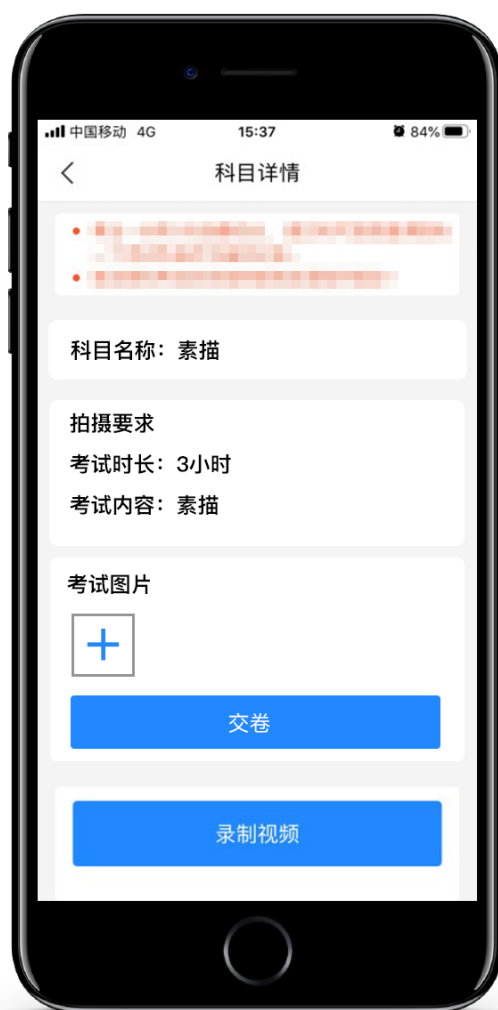 中国移动 4G 15:37 84%
科目详情
科目名称：素描
拍摄要求
考试时长：3小时
考试内容：素描
考试图片
交卷
录制视频